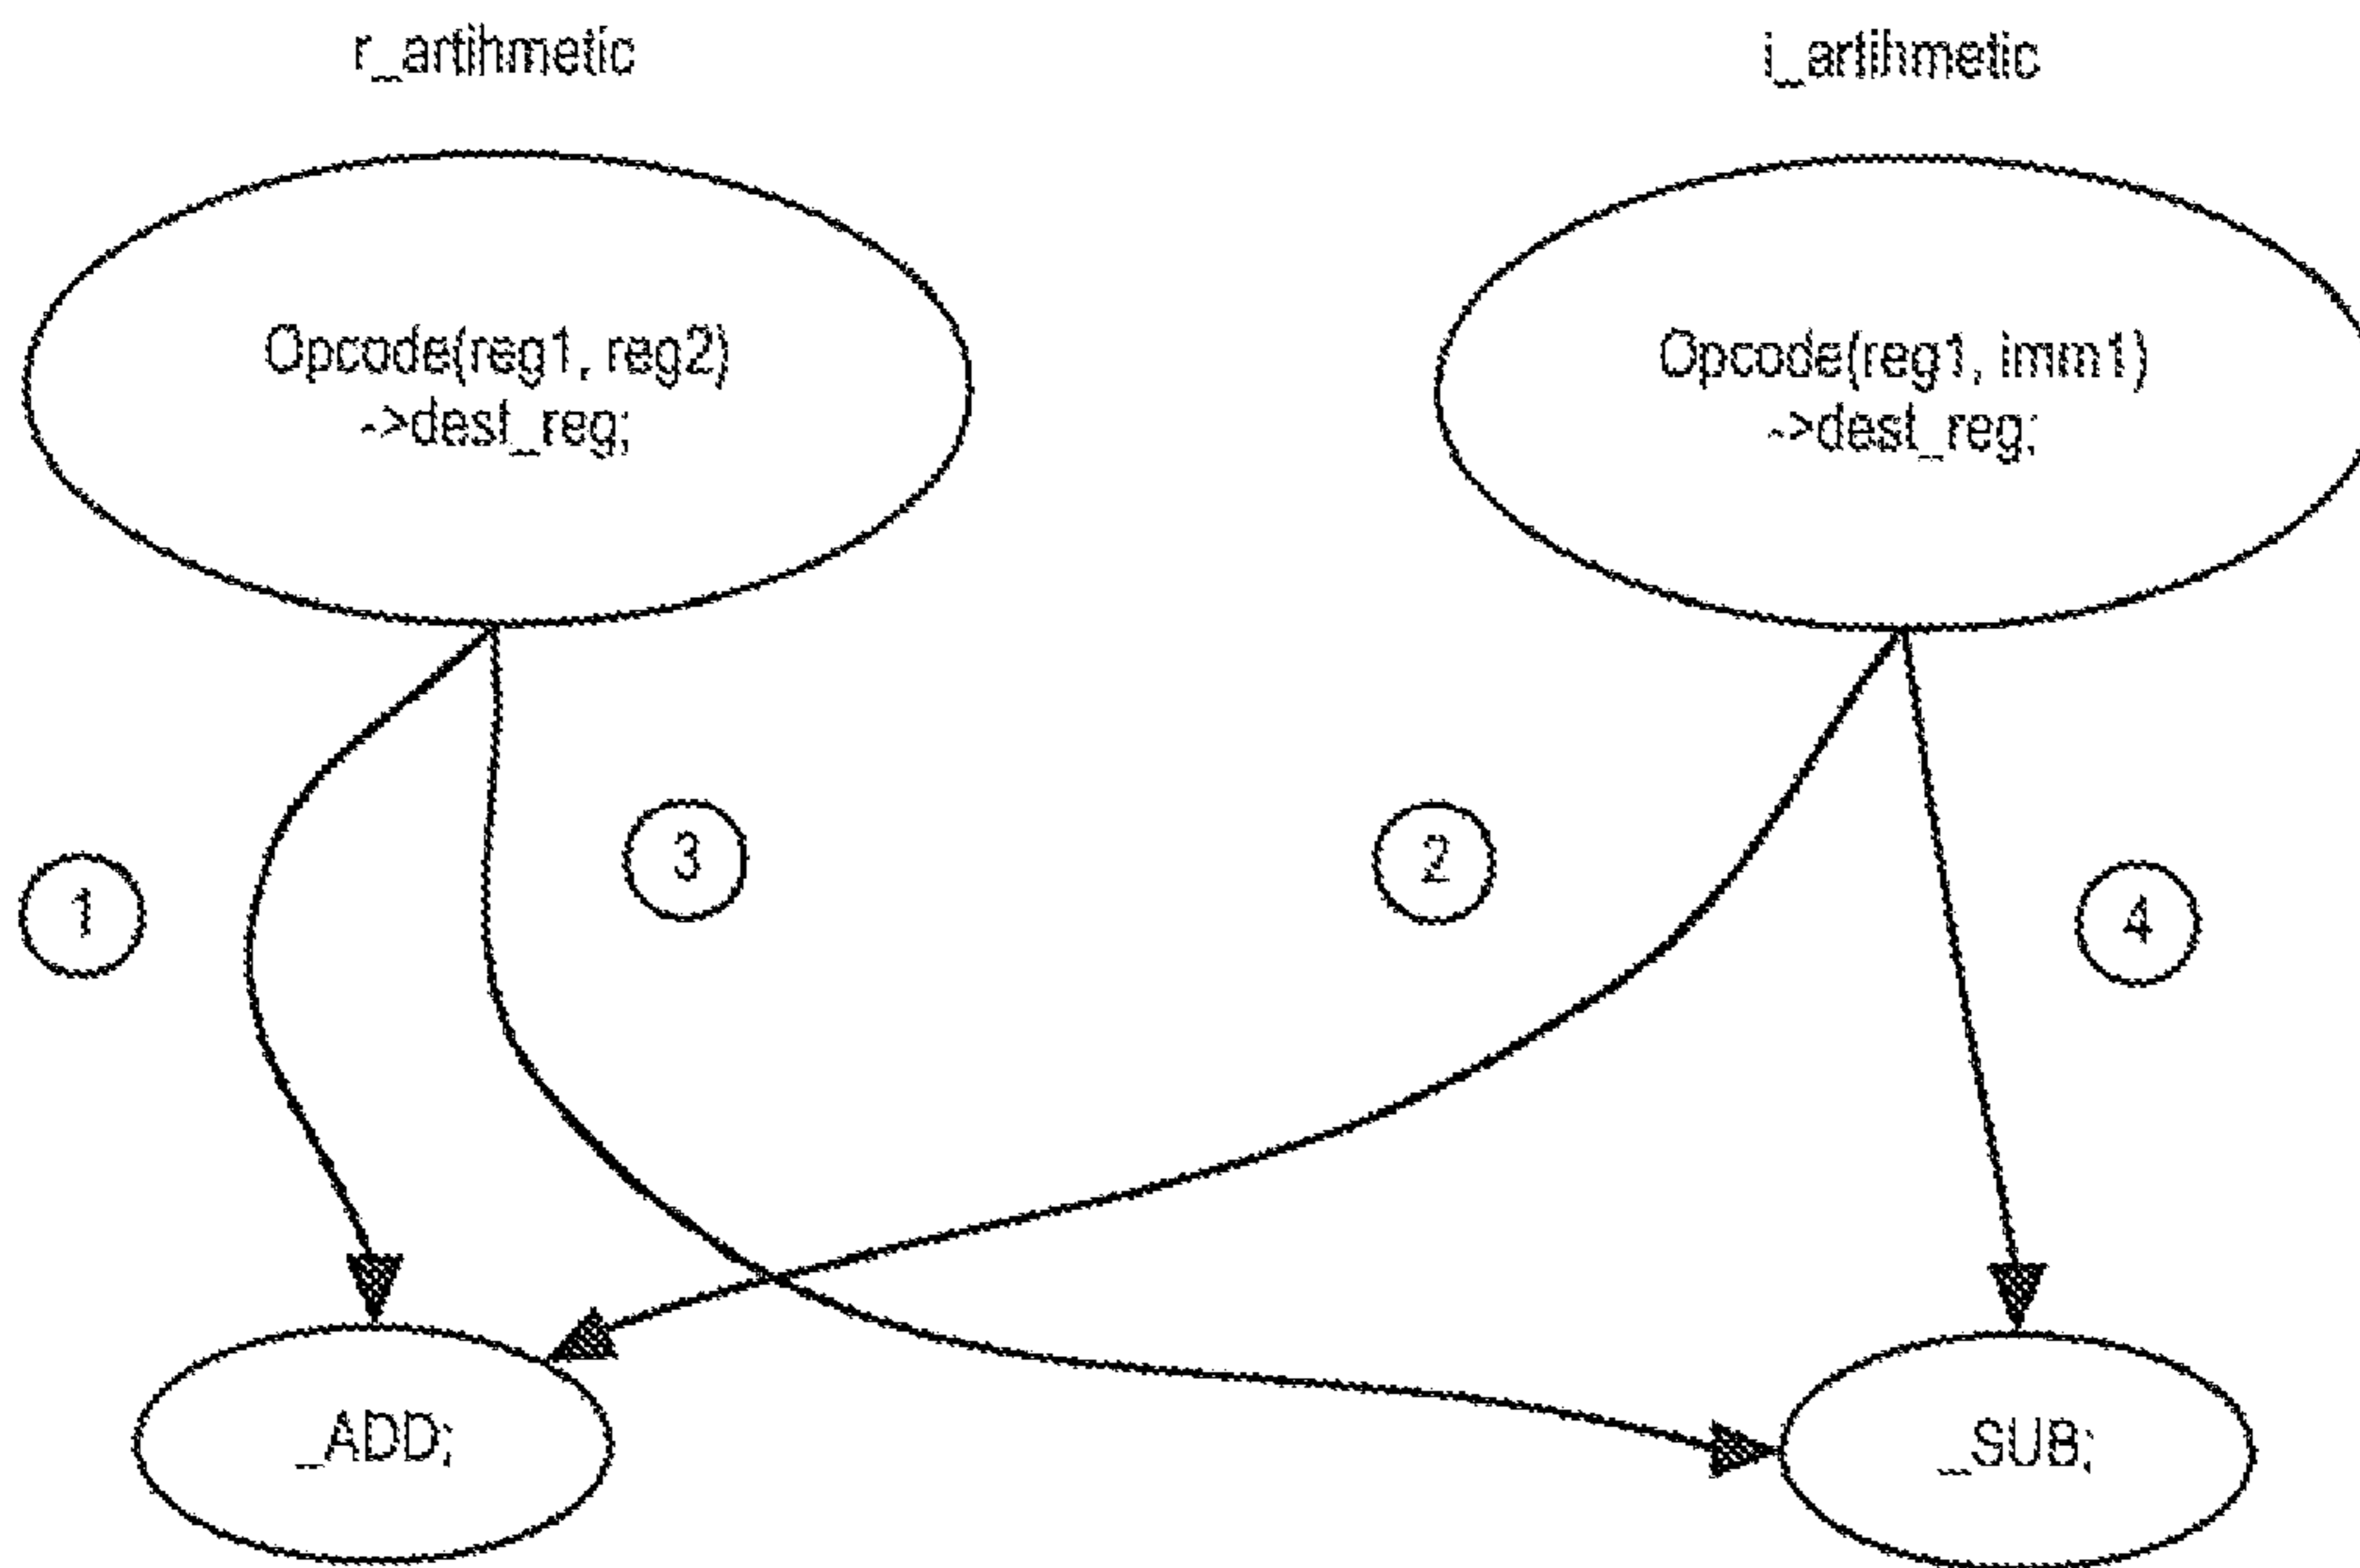 r_artihmetic
i_artihmetic
Opcode(reg1, reg2)
->dest_reg;
Opcode(reg1, imm1)
->dest_reg;
1
3
2
4
_ADD;
_SUB;